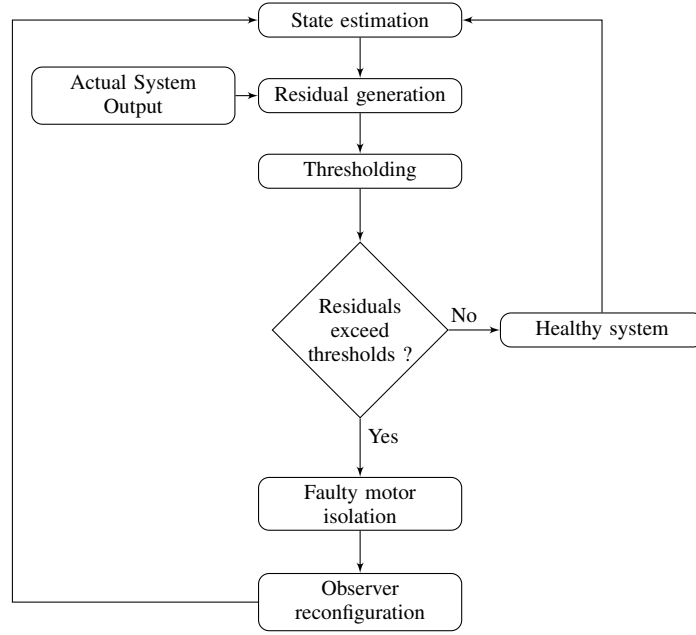 State estimation
Actual System
Output
Residual generation
Thresholding
Residuals
exceed
thresholds ?
No
Healthy system
Yes
Faulty motor
isolation
Observer
reconfiguration